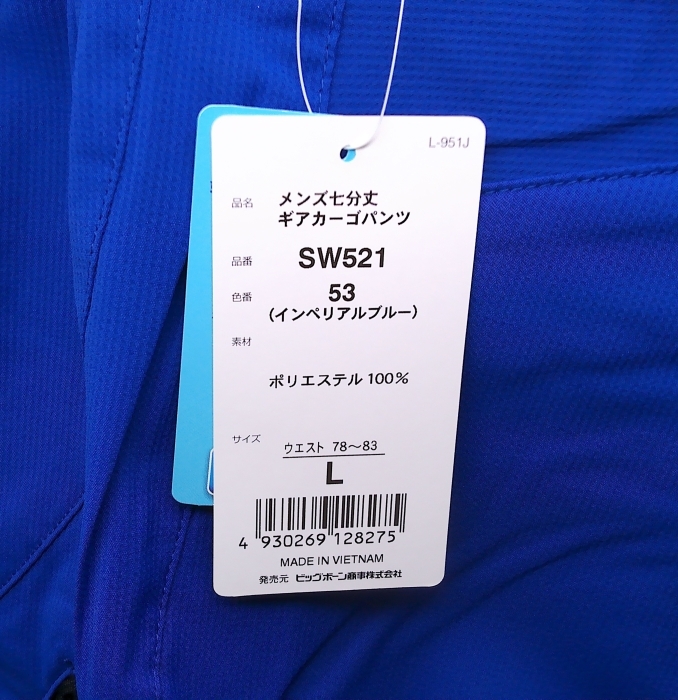 L-951J
品名 メンズ七分丈
ギアカーゴパンツ
品番 SW521
色番 53
(インペリアルブルー)
素材
ポリエステル 100%
サイズ ウエスト 78～83
L
4 930269 128275
MADE IN VIETNAM
発売元 ビッグボーン商事株式会社